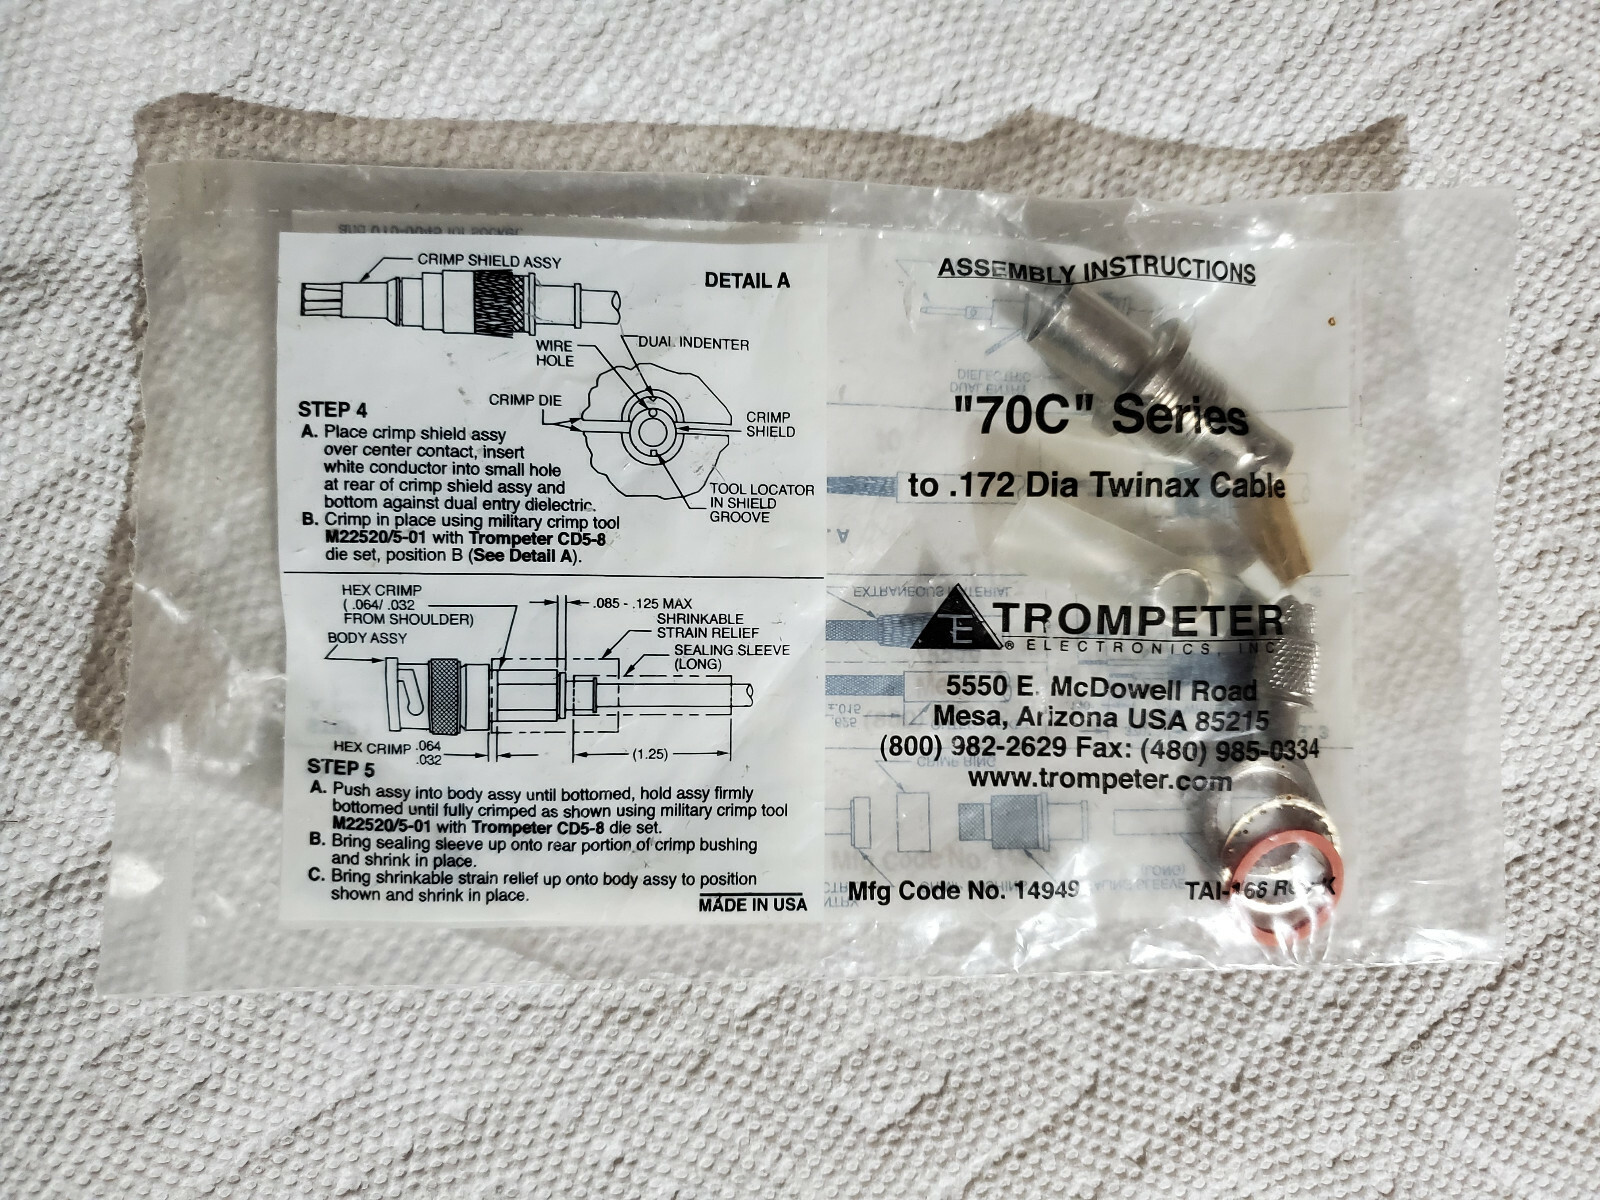 CRIMP SHIELD ASSY
DETAIL A
WIRE
HOLE
DUAL INDENTER
CRIMP DIE
CRIMP
SHIELD
TOOL LOCATOR
IN SHIELD
GROOVE
STEP 4
A. Place crimp shield assy
over center contact, insert
white conductor into small hole
at rear of crimp shield assy and
bottom against dual entry dielectric.
B. Crimp in place using military crimp tool
M22520/5-01 with Trompeter CD5-8
die set, position B (See Detail A).
HEX CRIMP
( .064/ .032
FROM SHOULDER)
BODY ASSY
.085 - .125 MAX
SHRINKABLE
STRAIN RELIEF
SEALING SLEEVE
(LONG)
HEX CRIMP .064
.032
(1.25)
STEP 5
A. Push assy into body assy until bottomed, hold assy firmly
bottomed until fully crimped as shown using military crimp tool
M22520/5-01 with Trompeter CD5-8 die set.
B. Bring sealing sleeve up onto rear portion of crimp bushing
and shrink in place.
C. Bring shrinkable strain relief up onto body assy to position
shown and shrink in place.
MADE IN USA
ASSEMBLY INSTRUCTIONS
"70C" Series
to .172 Dia Twinax Cable
TE
TROMPETER
® ELECTRONICS, INC
5550 E. McDowell Road
Mesa, Arizona USA 85215
(800) 982-2629 Fax: (480) 985-0334
www.trompeter.com
Mfg Code No. 14949
DIELECTRIC
DUAL ENTRY
EXTRANEOUS MATERIAL
CRIMP RING